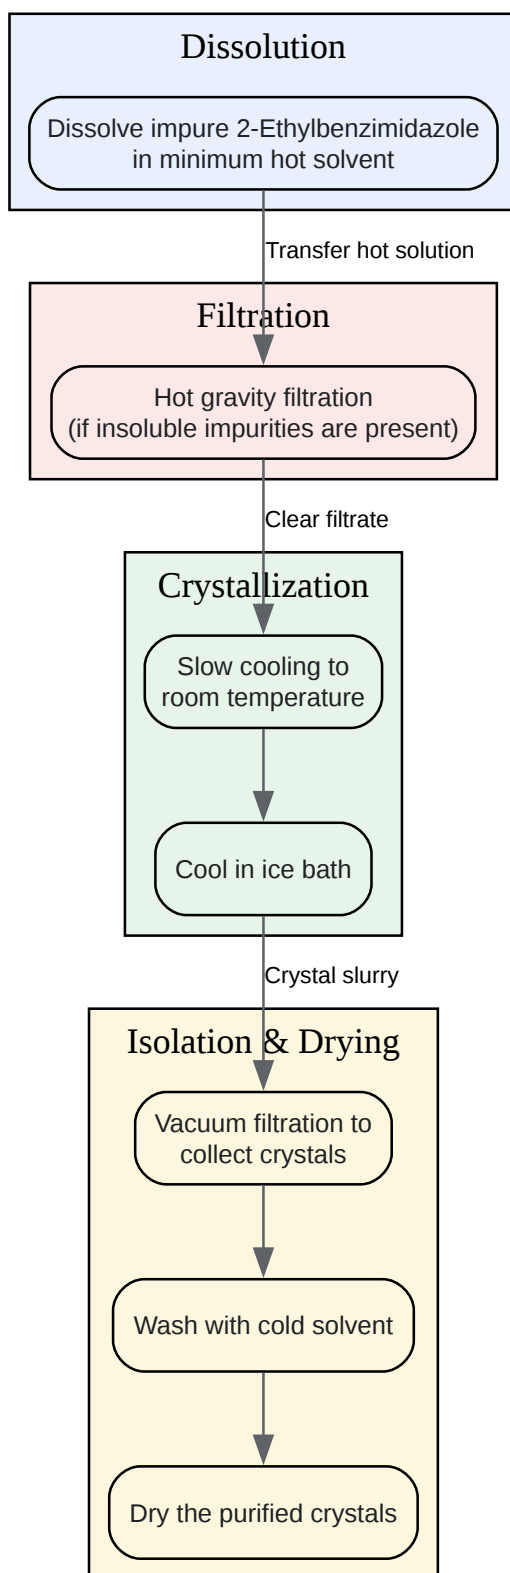 Dissolution
Dissolve impure 2-Ethylbenzimidazole
in minimum hot solvent
Transfer hot solution
Filtration
Hot gravity filtration
(if insoluble impurities are present)
Clear filtrate
Crystallization
Slow cooling to
room temperature
Cool in ice bath
Crystal slurry
Isolation & Drying
Vacuum filtration to
collect crystals
Wash with cold solvent
Dry the purified crystals